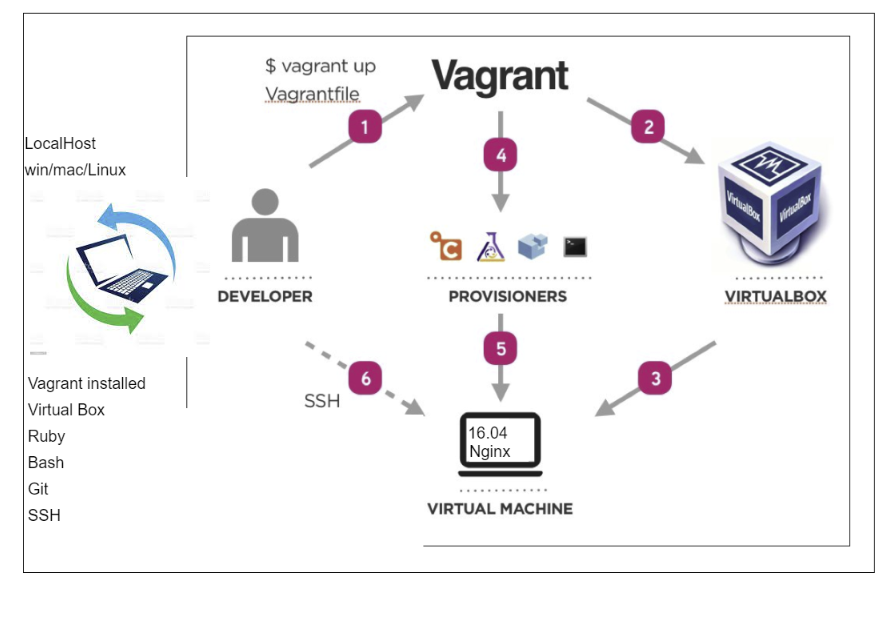 $ vagrant up
Vagrantfile
Vagrant
1
2
4
LocalHost
win/mac/Linux
VirtualBox
VirtualBox
C
DEVELOPER
PROVISIONERS
VIRTUALBOX
5
6
3
SSH
Vagrant installed
Virtual Box
Ruby
Bash
Git
SSH
16.04
Nginx
VIRTUAL MACHINE